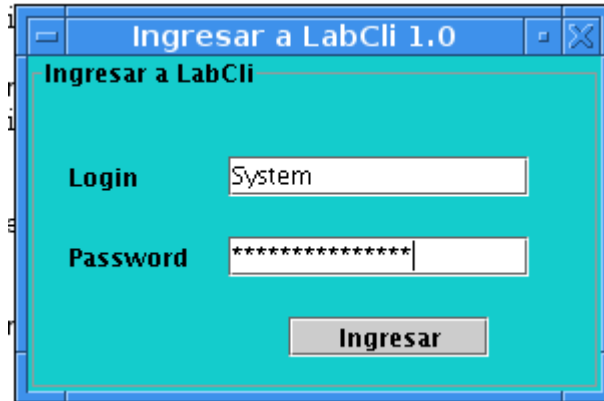 Ingresar a LabCli 1.0
Ingresar a LabCli
Login System
Password ***************
Ingresar